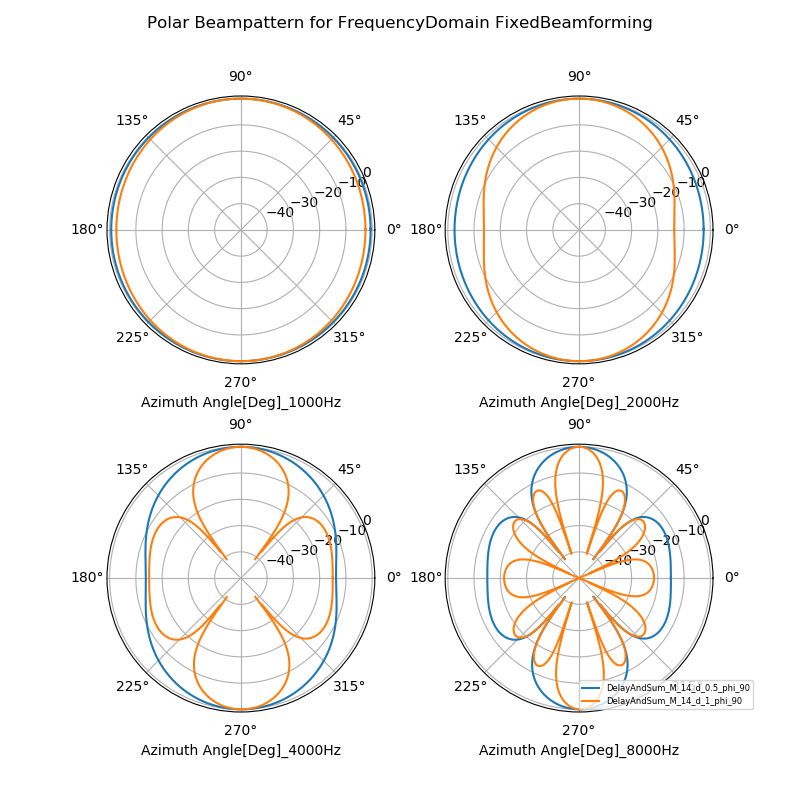 Polar Beampattern for FrequencyDomain FixedBeamforming
90° 90°
135° 45° 135° 45°
0 0
−10 −10
−20 −20
−30 −30
−40 −40
180° 0° 180° 0°
225° 315° 225° 315°
270° 270°
Azimuth Angle[Deg]_1000Hz Azimuth Angle[Deg]_2000Hz
90° 90°
135° 45° 135° 45°
0 0
−10 −10
−20 −20
−30 −30
−40 −40
180° 0° 180° 0°
225° 315° 225°
DelayAndSum_M_14_d_0.5_phi_90
DelayAndSum_M_14_d_1_phi_90
270° 270°
Azimuth Angle[Deg]_4000Hz Azimuth Angle[Deg]_8000Hz